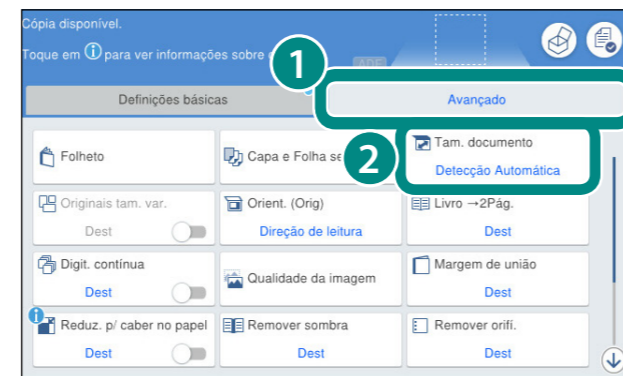 Cópia disponível.
Toque em ⓘ para ver informações sobre
ADF
1
Definições básicas
Avançado
2
Folheto
Capa e Folha se
Tam. documento
Detecção Automática
Originais tam. var.
Dest
Orient. (Orig)
Direção de leitura
Livro →2Pág.
Dest
Digit. contínua
Dest
Qualidade da imagem
Margem de união
Dest
Reduz. p/ caber no papel
Dest
Remover sombra
Dest
Remover orifí.
Dest